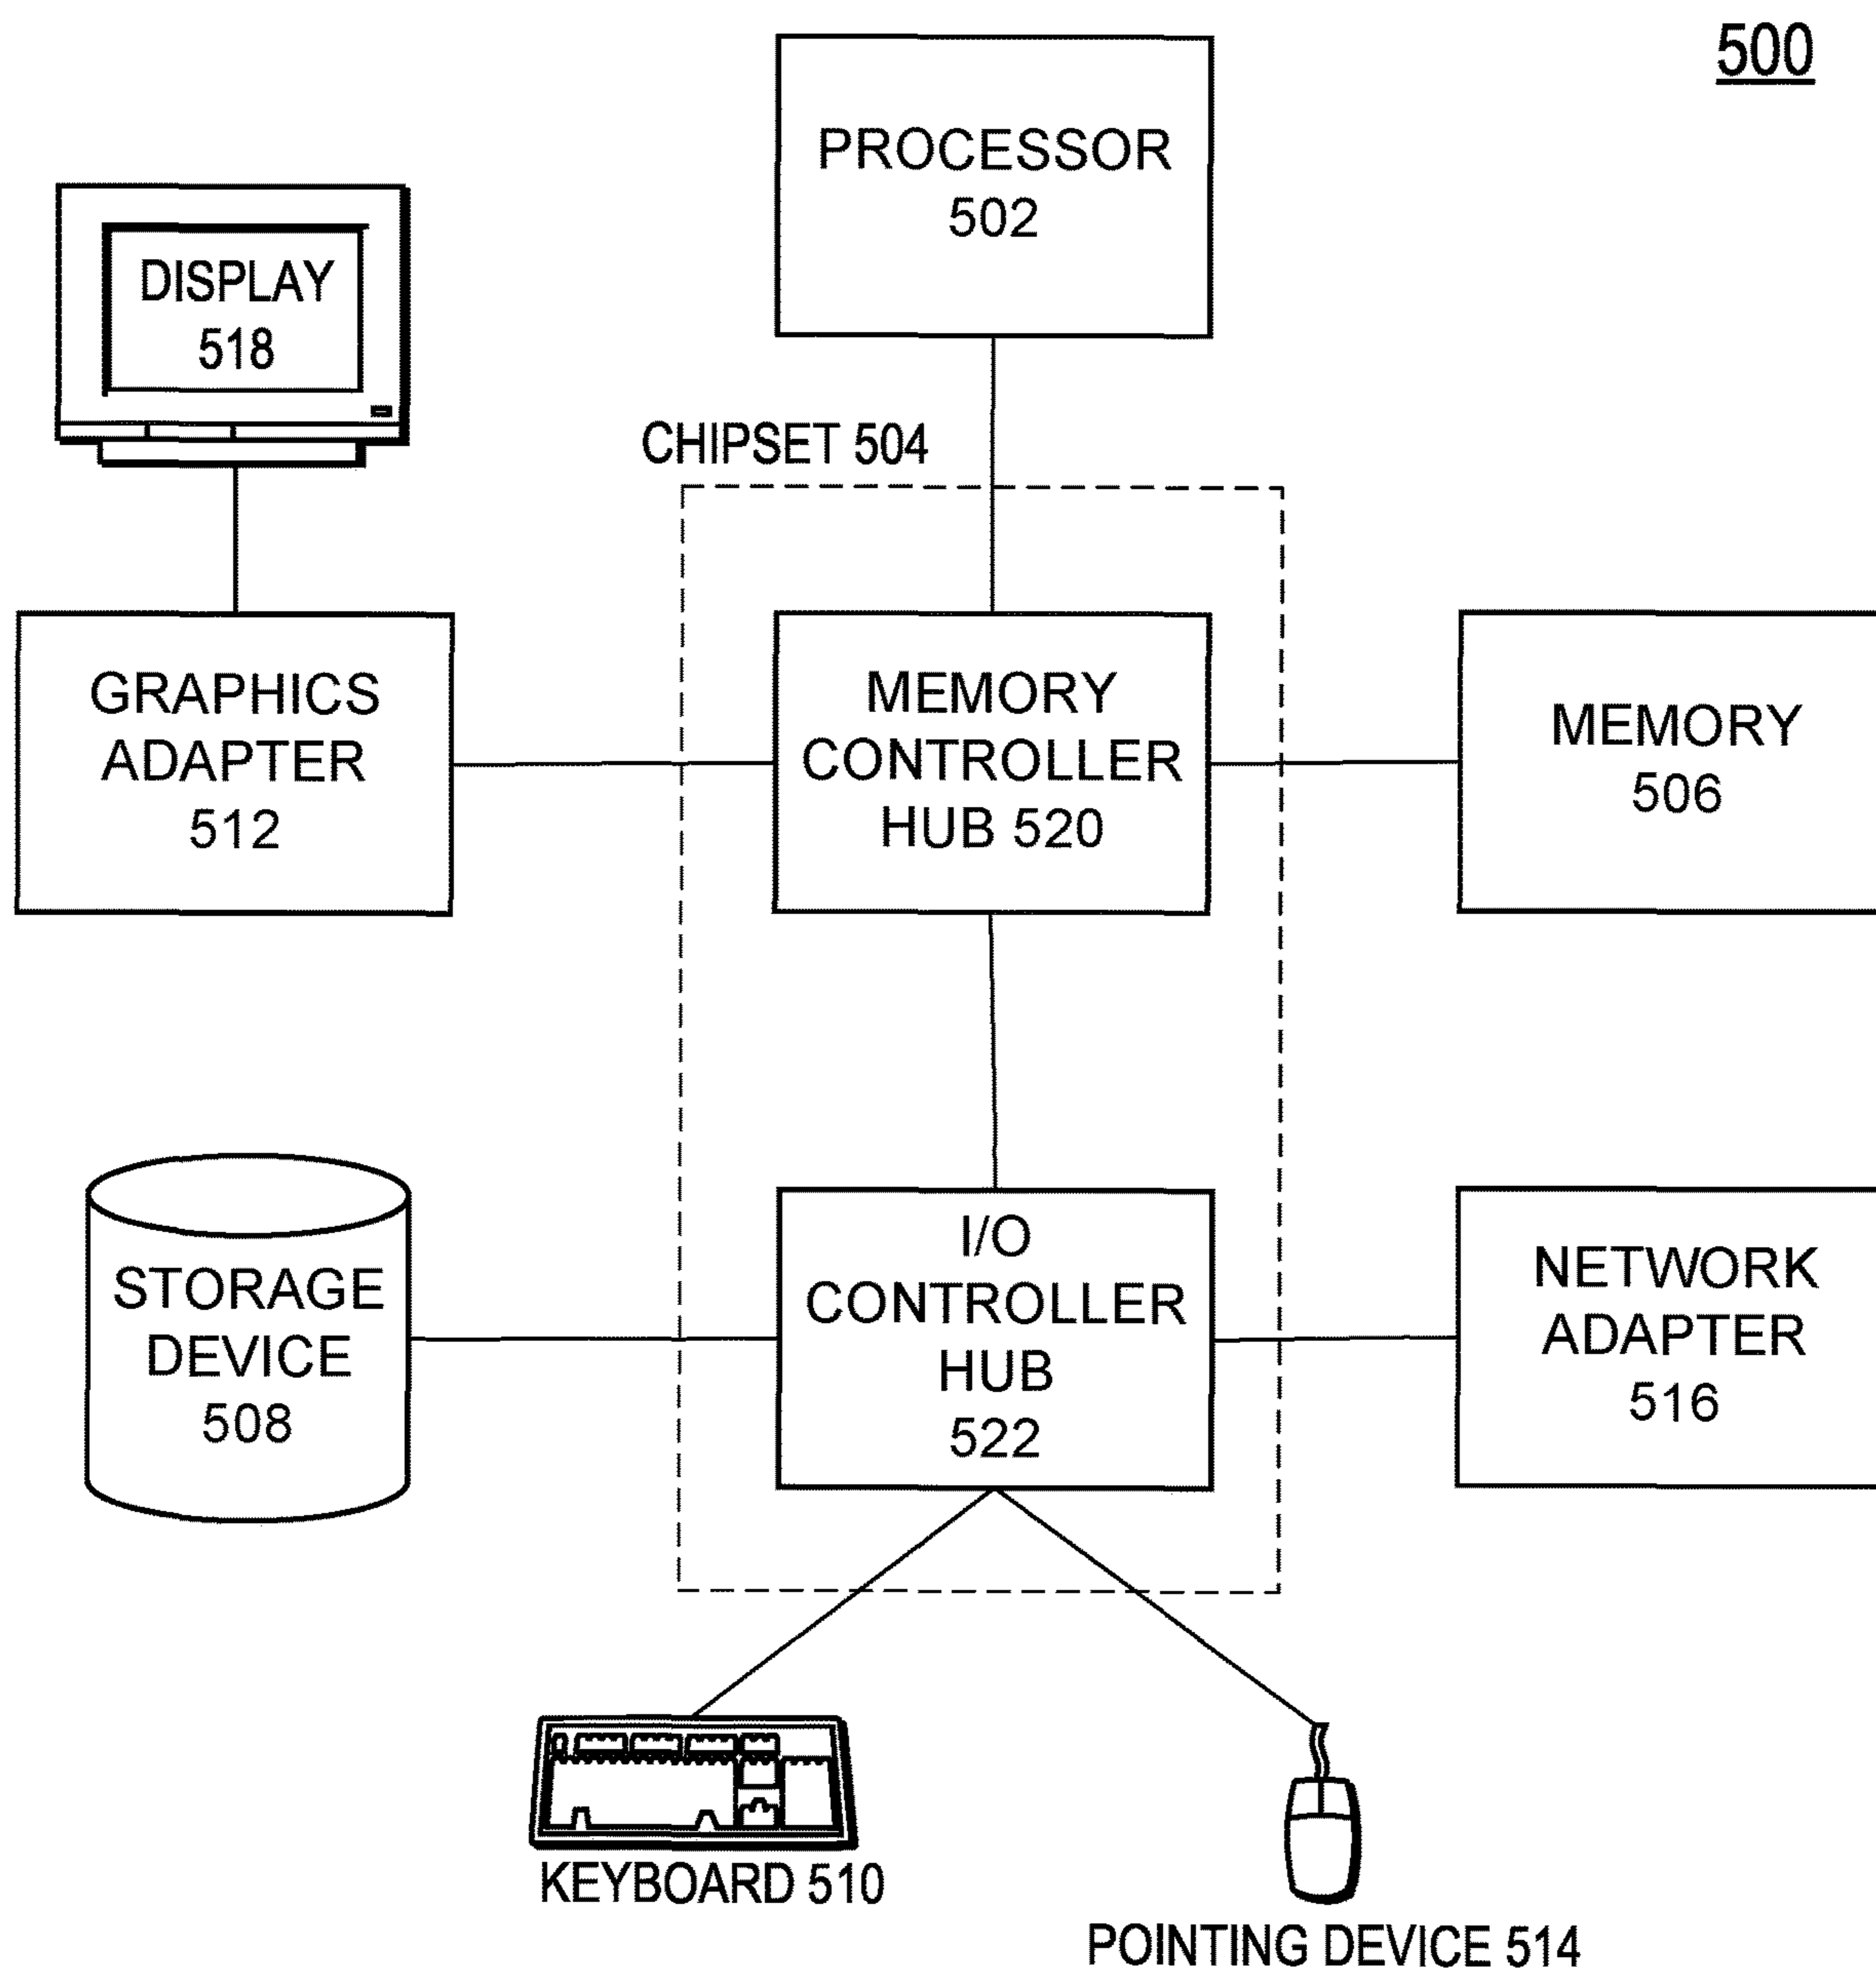 500
PROCESSOR
502
DISPLAY
518
CHIPSET 504
GRAPHICS
ADAPTER
512
MEMORY
CONTROLLER
HUB 520
MEMORY
506
STORAGE
DEVICE
508
I/O
CONTROLLER
HUB
522
NETWORK
ADAPTER
516
KEYBOARD 510
POINTING DEVICE 514